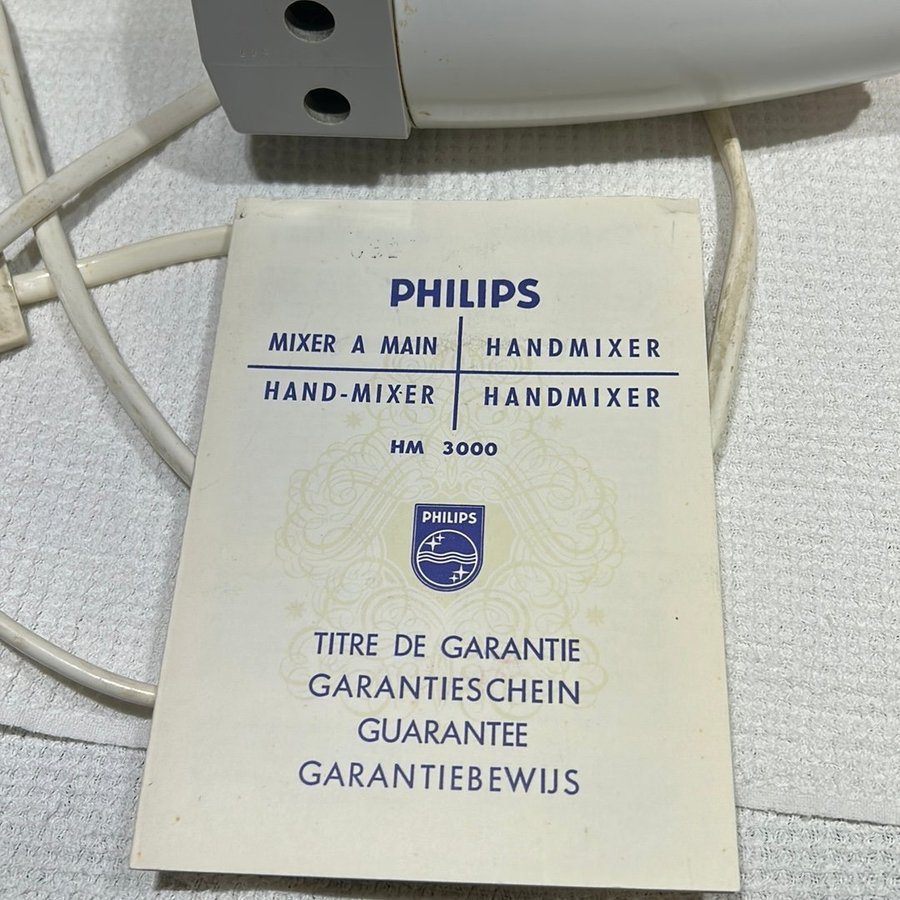 PHILIPS
MIXER A MAIN HANDMIXER
HAND-MIXER HANDMIXER
HM 3000
PHILIPS
TITRE DE GARANTIE
GARANTIESCHEIN
GUARANTEE
GARANTIEBEWIJS